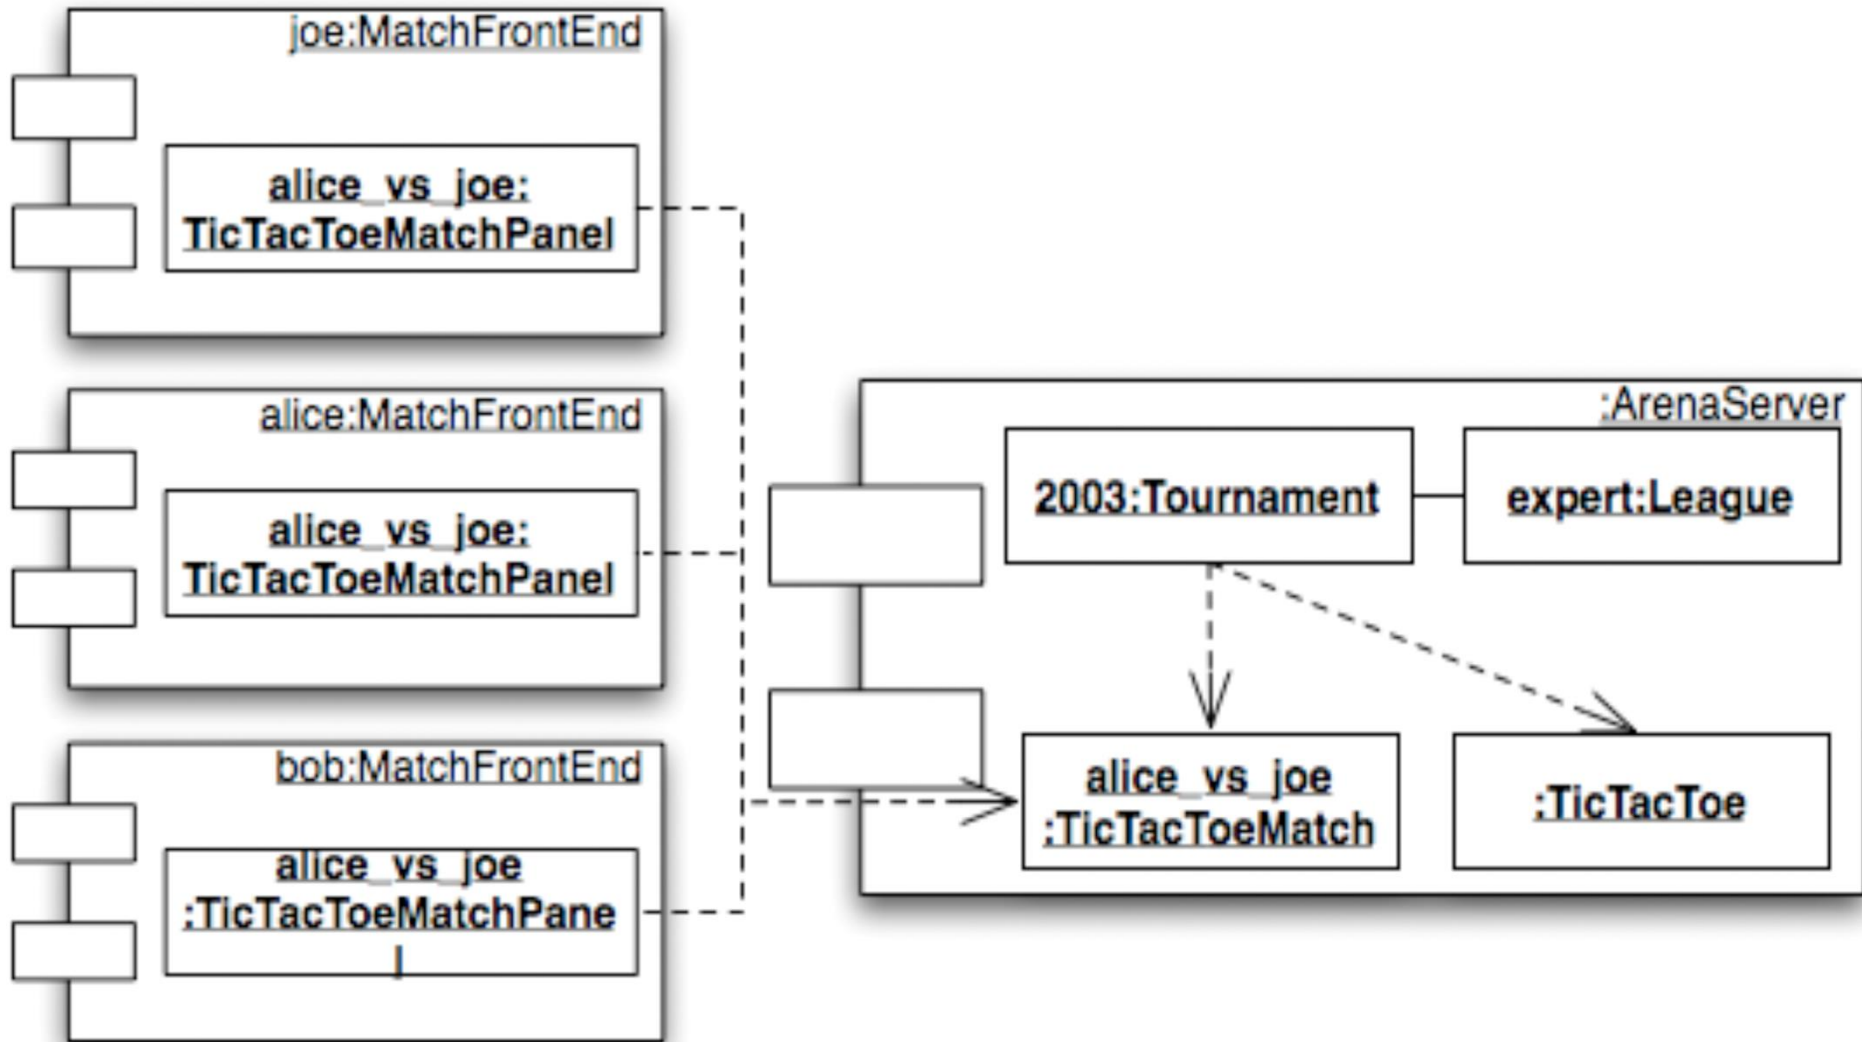 joe:MatchFrontEnd
alice_vs_joe:
TicTacToeMatchPanel
alice:MatchFrontEnd
alice_vs_joe:
TicTacToeMatchPanel
bob:MatchFrontEnd
alice_vs_joe
:TicTacToeMatchPane
l
:ArenaServer
2003:Tournament
expert:League
alice_vs_joe
:TicTacToeMatch
:TicTacToe